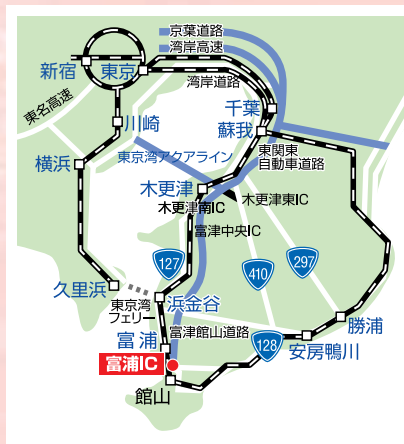 京葉道路
湾岸高速
新宿
東京
湾岸道路
東名高速
千葉
川崎
蘇我
東京湾アクアライン
東関東
自動車道路
横浜
木更津
木更津東IC
木更津南IC
富津中央IC
127
410
297
久里浜
東京湾
フェリー
浜金谷
勝浦
富津館山道路
富浦
128
安房鴨川
富浦IC
館山